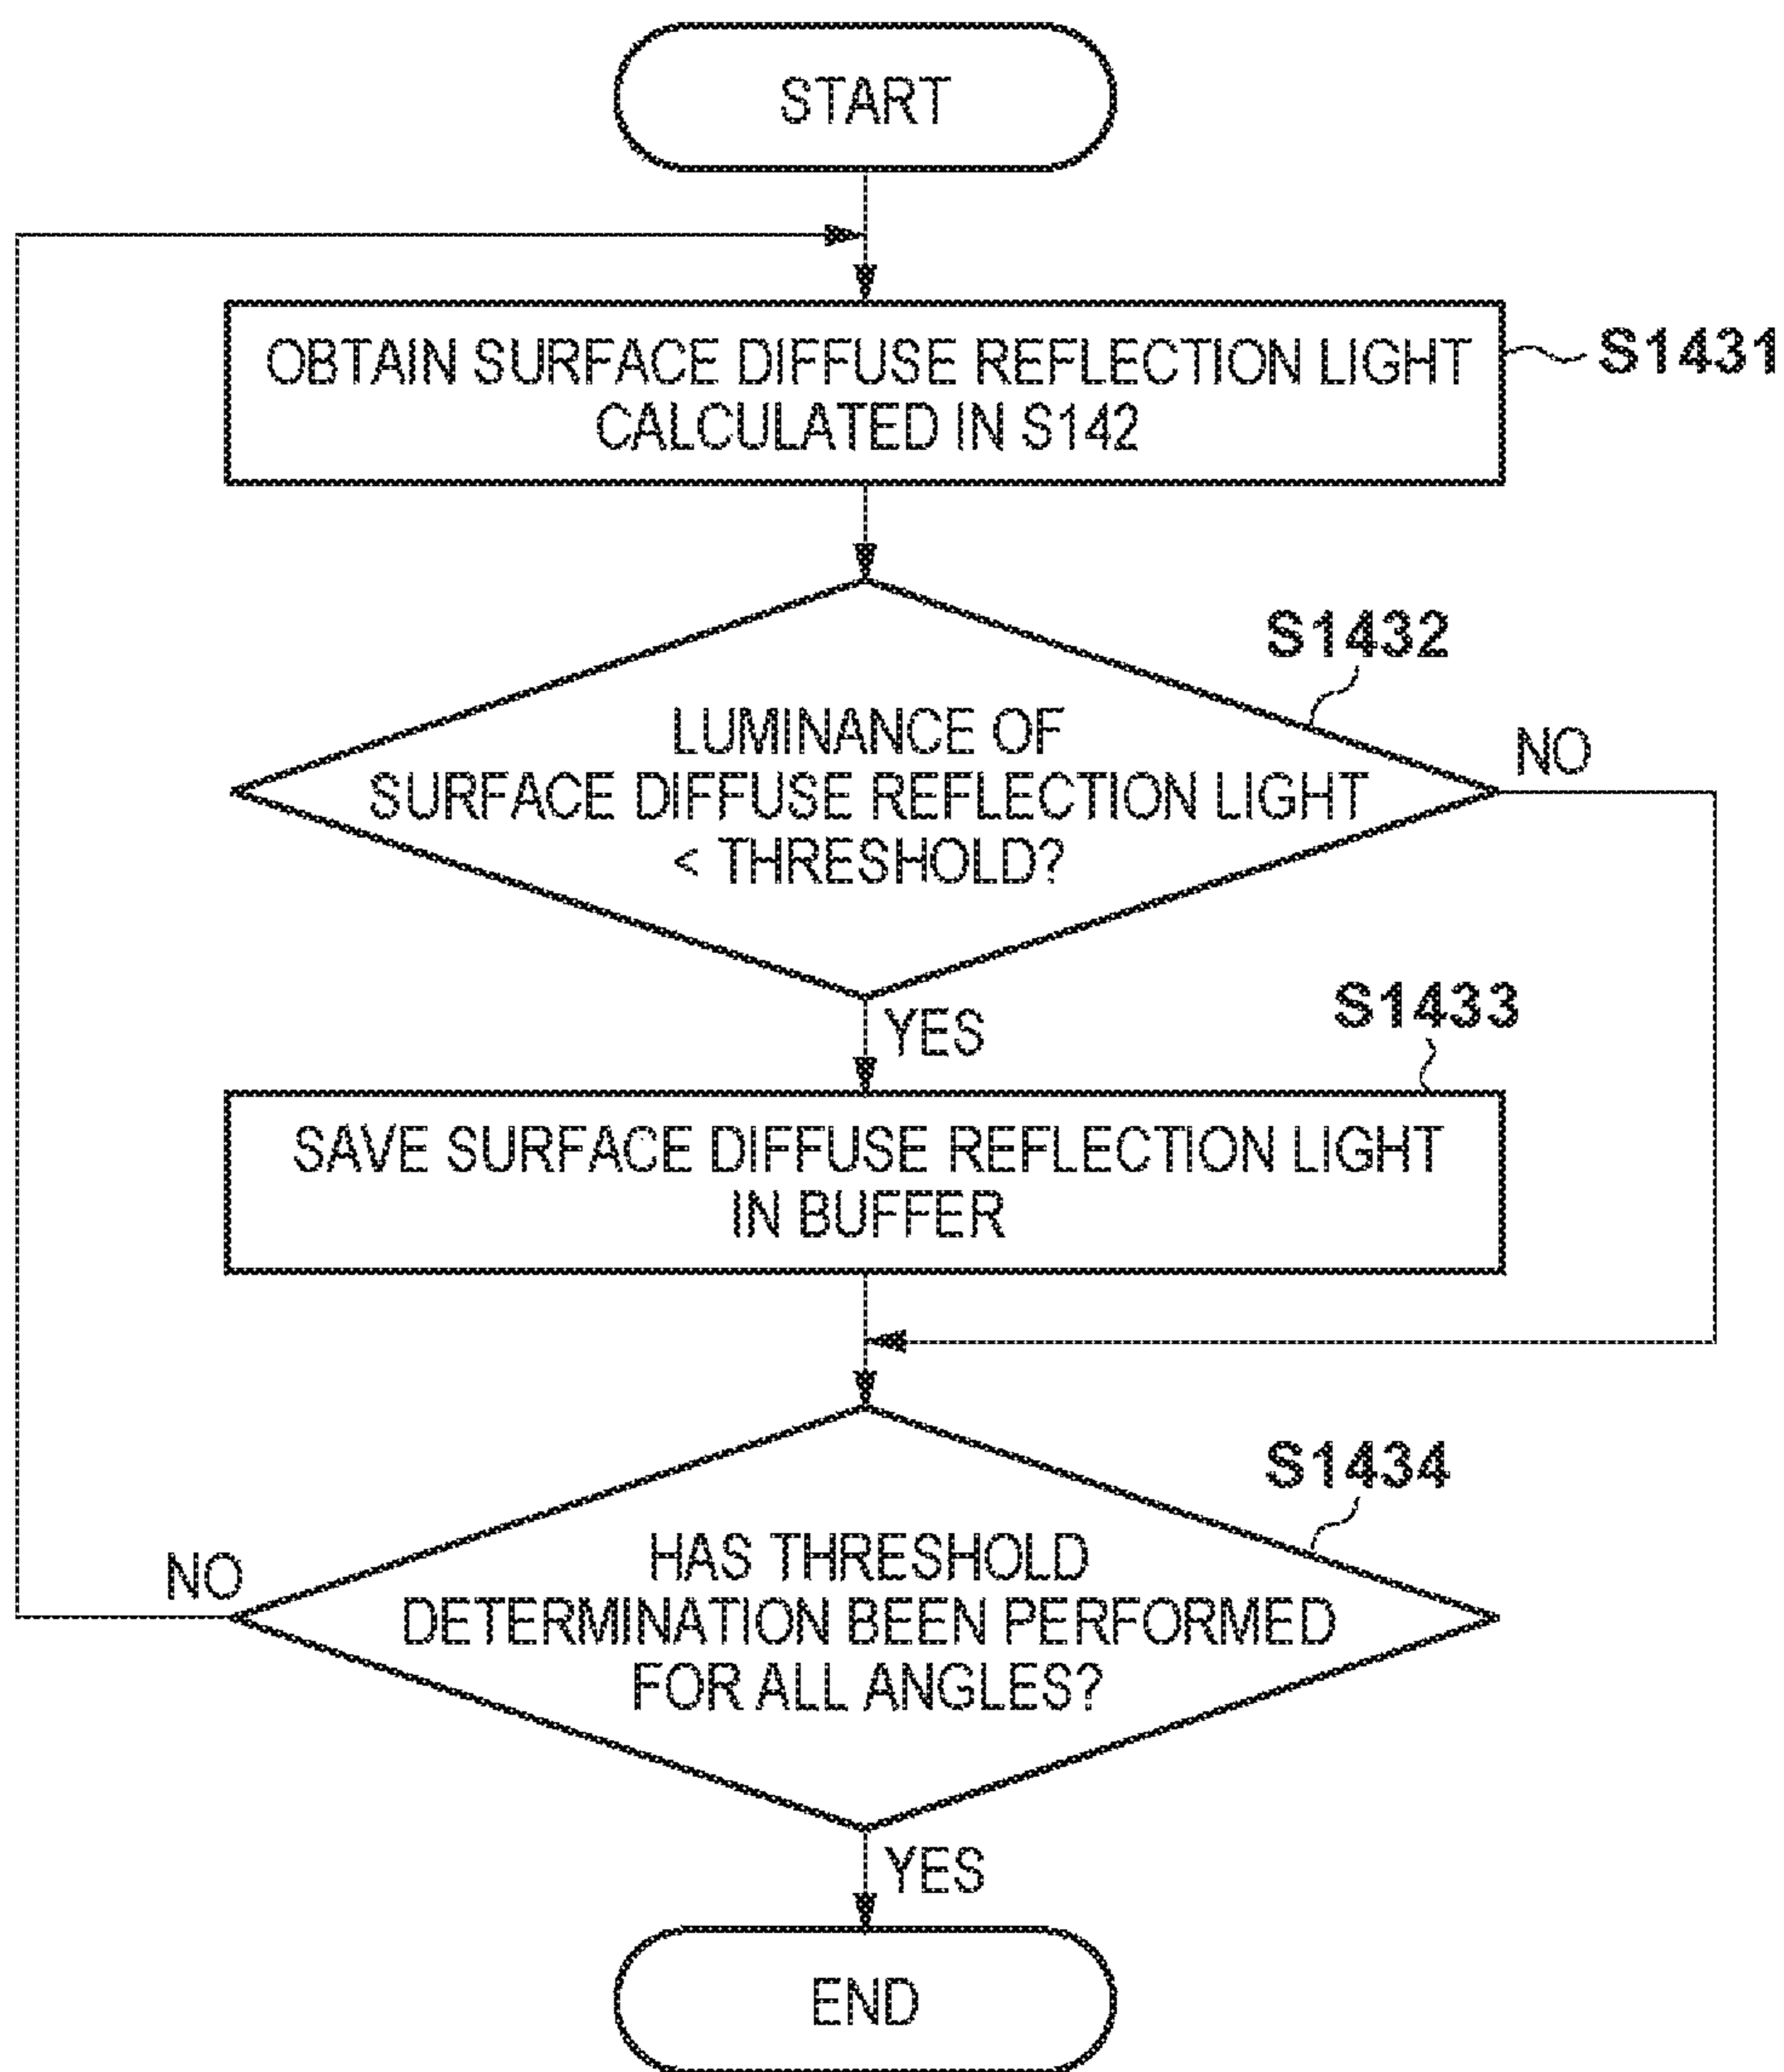 START
OBTAIN SURFACE DIFFUSE REFLECTION LIGHT
CALCULATED IN S142
S1431
S1432
LUMINANCE OF
SURFACE DIFFUSE REFLECTION LIGHT
< THRESHOLD?
NO
YES
S1433
SAVE SURFACE DIFFUSE REFLECTION LIGHT
IN BUFFER
S1434
HAS THRESHOLD
DETERMINATION BEEN PERFORMED
FOR ALL ANGLES?
NO
YES
END